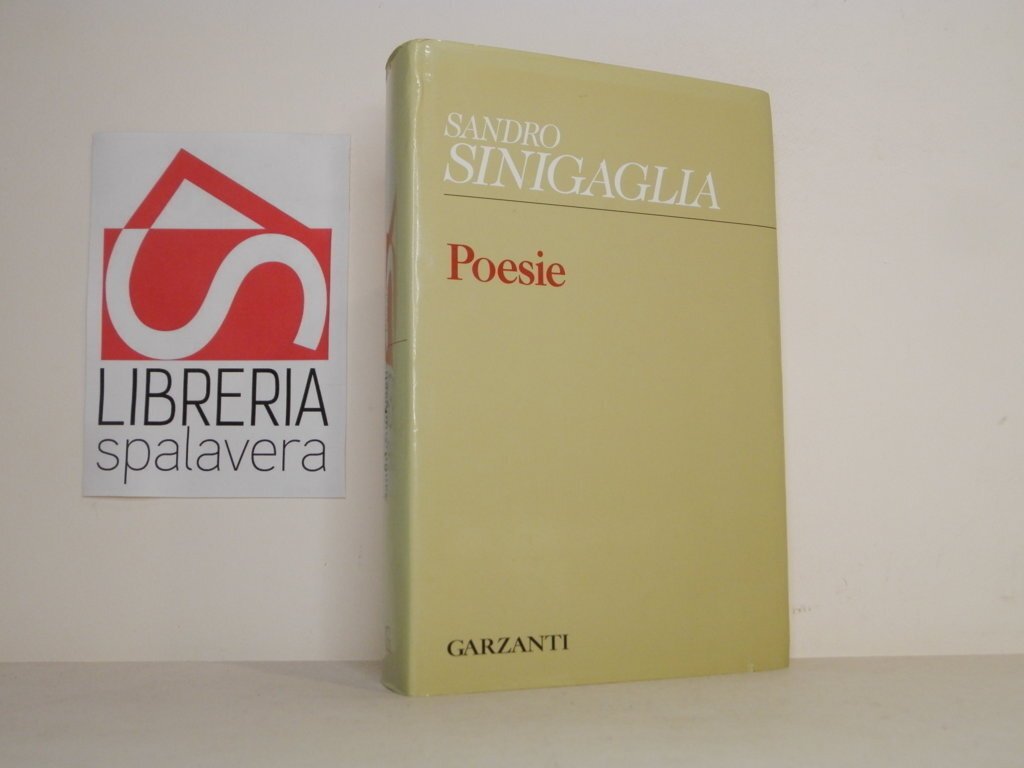 LIBRERIA
spalavera
SANDRO
SINIGAGLIA
Poesie
GARZANTI